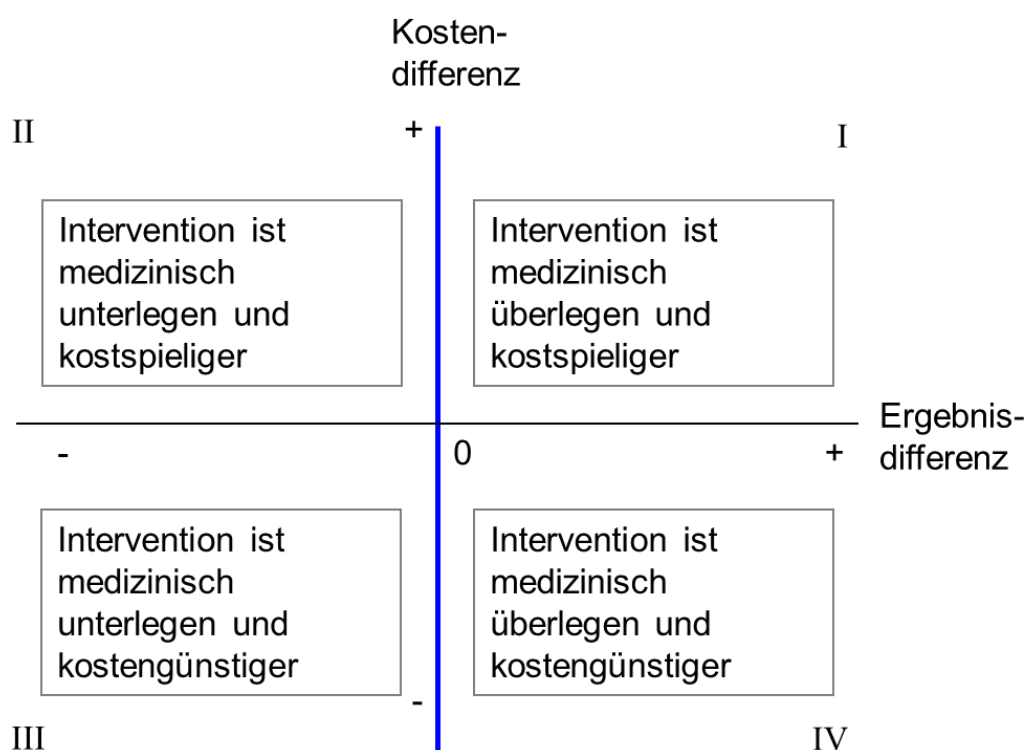 Kosten-
differenz
II
+
I
Intervention ist
medizinisch
unterlegen und
kostspieliger
Intervention ist
medizinisch
überlegen und
kostspieliger
Ergebnis-
differenz
-
0
+
Intervention ist
medizinisch
unterlegen und
kostengünstiger
Intervention ist
medizinisch
überlegen und
kostengünstiger
-
III
IV